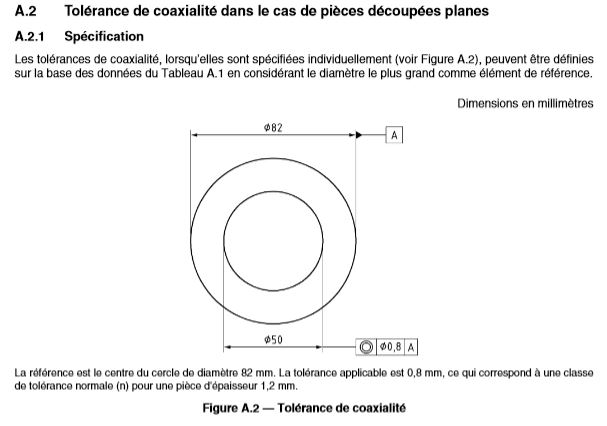 A.2 Tolérance de coaxialité dans le cas de pièces découpées planes
A.2.1 Spécification
Les tolérances de coaxialité, lorsqu'elles sont spécifiées individuellement (voir Figure A.2), peuvent être définies
sur la base des données du Tableau A.1 en considérant le diamètre le plus grand comme élément de référence.
Dimensions en millimètres
⌀82
A
⌀50
◎ ⌀0,8 A
La référence est le centre du cercle de diamètre 82 mm. La tolérance applicable est 0,8 mm, ce qui correspond à une classe
de tolérance normale (n) pour une pièce d'épaisseur 1,2 mm.
Figure A.2 — Tolérance de coaxialité